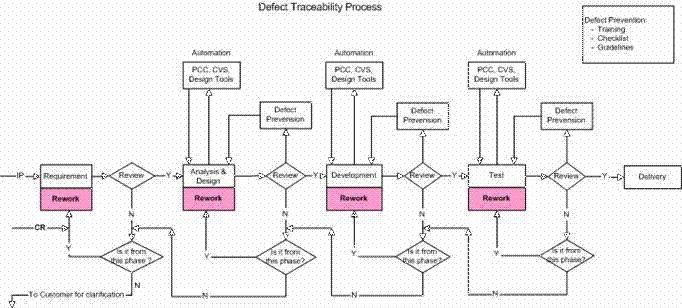 Defect Traceability Process
Defect Prevention:
- Training
- Checklist
- Guidelines
Automation
Automation
Automation
PCC, CVS,
Design Tools
PCC, CVS,
Design Tools
PCC, CVS,
Design Tools
Defect
Prevension
Defect
Prevension
Defect
Prevension
IP
Requirement
Review
Y
Analysis &
Design
Review
Y
Development
Review
Y
Test
Review
Y
Delivery
Rework
Rework
Rework
Rework
N
N
N
N
CR
Y
Is it from
this phase ?
Y
Is it from
this phase?
Y
Is it from
this phase?
Y
Is it from
this phase?
N
N
N
N
To Customer for clarification